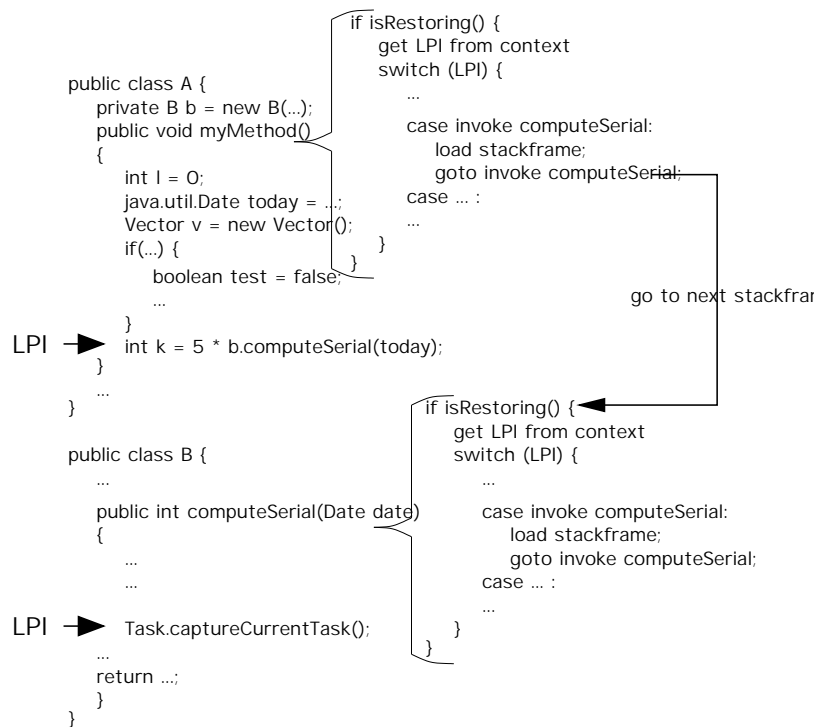 if isRestoring() {
get LPI from context
switch (LPI) {
...
case invoke computeSerial:
load stackframe;
goto invoke computeSerial;
case ... :
...
}
}
public class A {
private B b = new B(...);
public void myMethod()
{
int l = 0;
java.util.Date today = ...;
Vector v = new Vector();
if(...) {
boolean test = false;
...
}
LPI
int k = 5 * b.computeSerial(today);
}
...
}
go to next
if isRestoring() {
get LPI from context
switch (LPI) {
...
case invoke computeSerial:
load stackframe;
goto invoke computeSerial;
case ... :
...
}
}
public class B {
...
public int computeSerial(Date date)
{
...
...
LPI
Task.captureCurrentTask();
...
return ...;
}
}